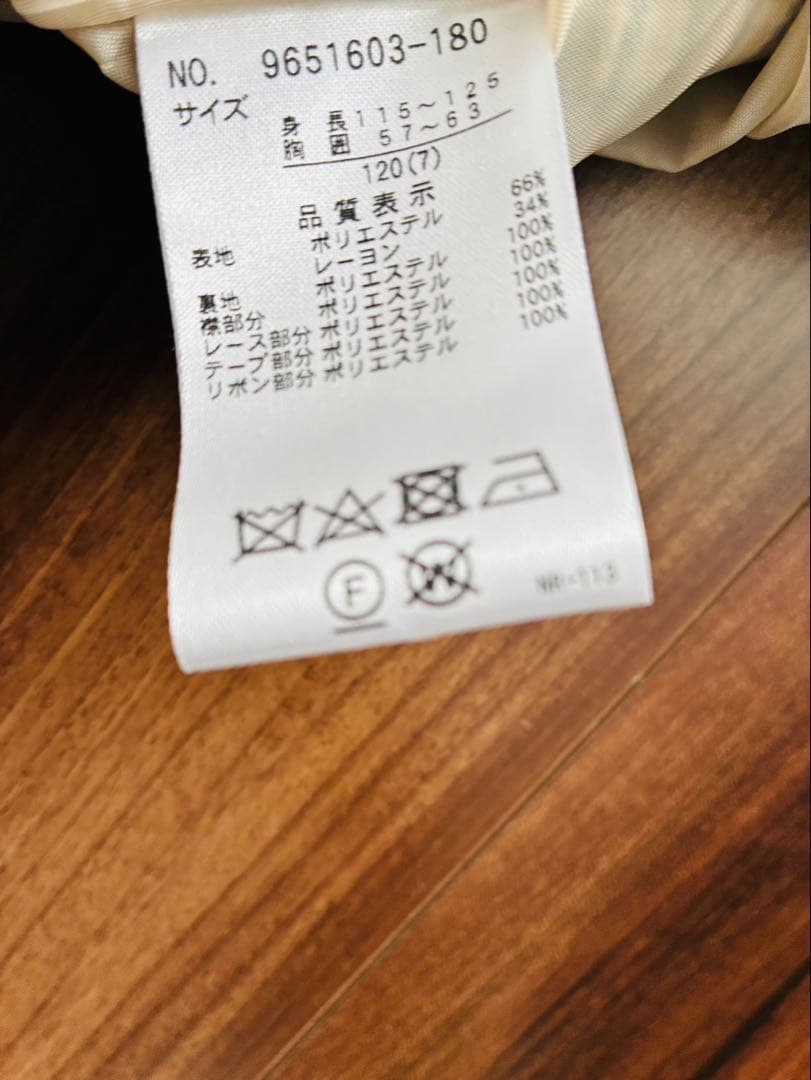 NO. 9651603-180
サイズ
身長115～125
胸囲 57～63
120(7)
品質表示
表地 ポリエステル 66%
レーヨン 34%
裏地 ポリエステル 100%
襟部分 ポリエステル 100%
レース部分 ポリエステル 100%
テープ部分 ポリエステル 100%
リボン部分 ポリエステル 100%
F
W